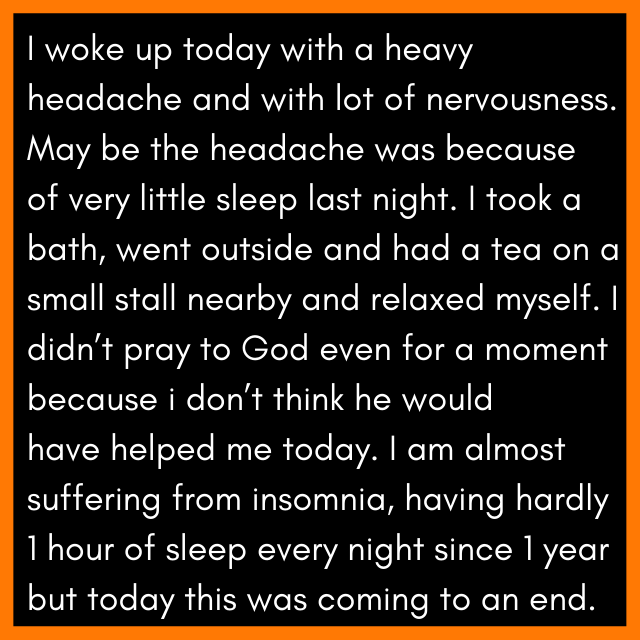 I woke up today with a heavy
headache and with lot of nervousness.
May be the headache was because
of very little sleep last night. I took a
bath, went outside and had a tea on a
small stall nearby and relaxed myself. I
didn’t pray to God even for a moment
because i don’t think he would
have helped me today. I am almost
suffering from insomnia, having hardly
1 hour of sleep every night since 1 year
but today this was coming to an end.